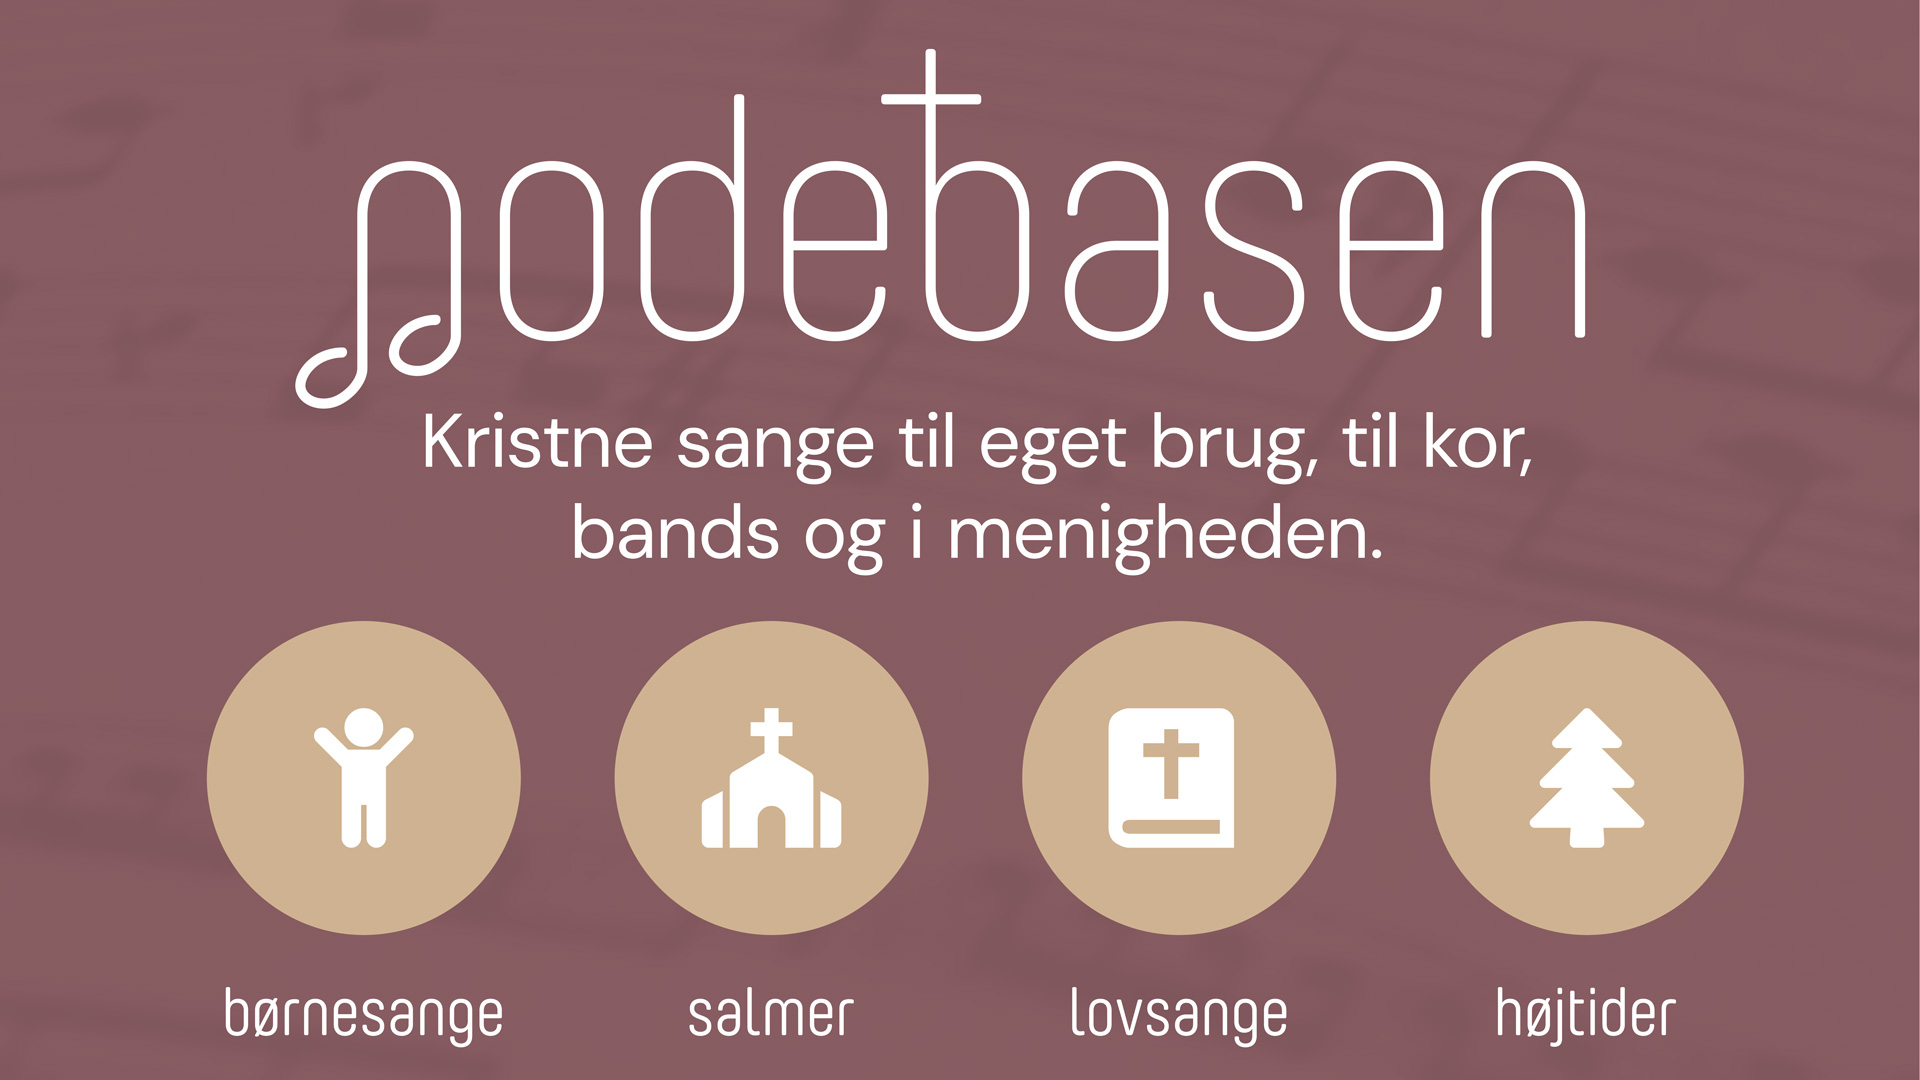 nodebasen
Kristne sange til eget brug, til kor,
bands og i menigheden.
børnesange
salmer
lovsange
højtider